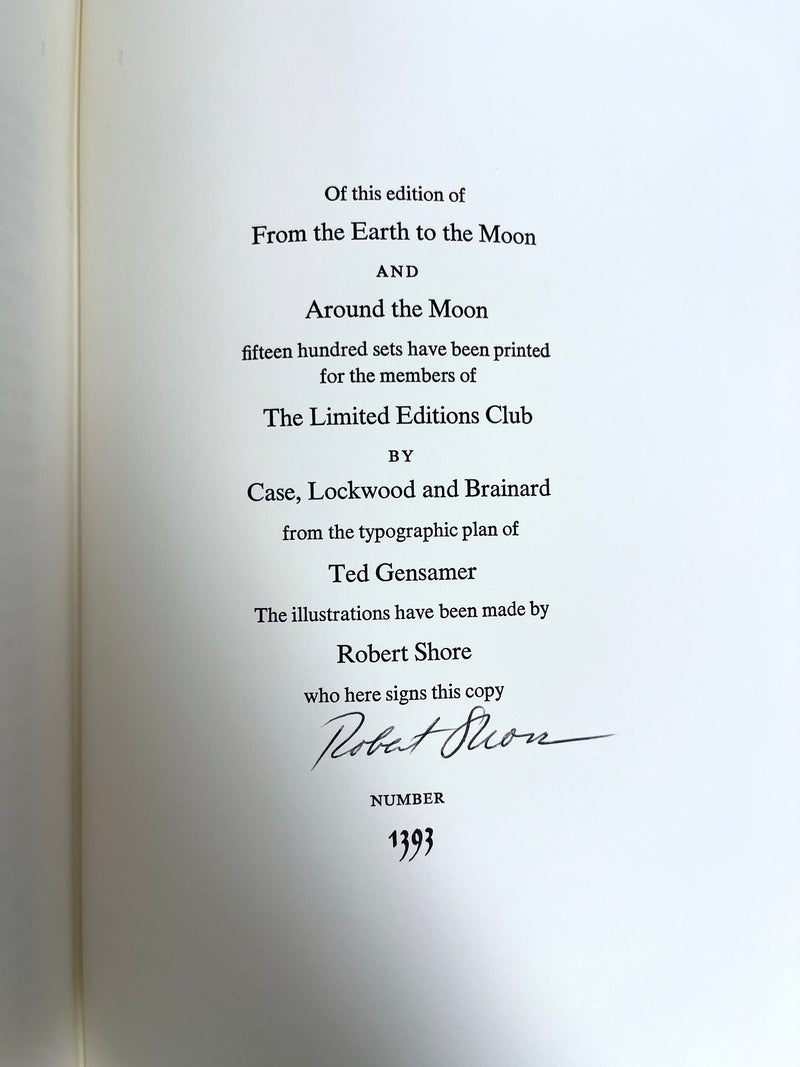 Of this edition of
From the Earth to the Moon
AND
Around the Moon
fifteen hundred sets have been printed
for the members of
The Limited Editions Club
BY
Case, Lockwood and Brainard
from the typographic plan of
Ted Gensamer
The illustrations have been made by
Robert Shore
who here signs this copy
Robert Shore
NUMBER
1393